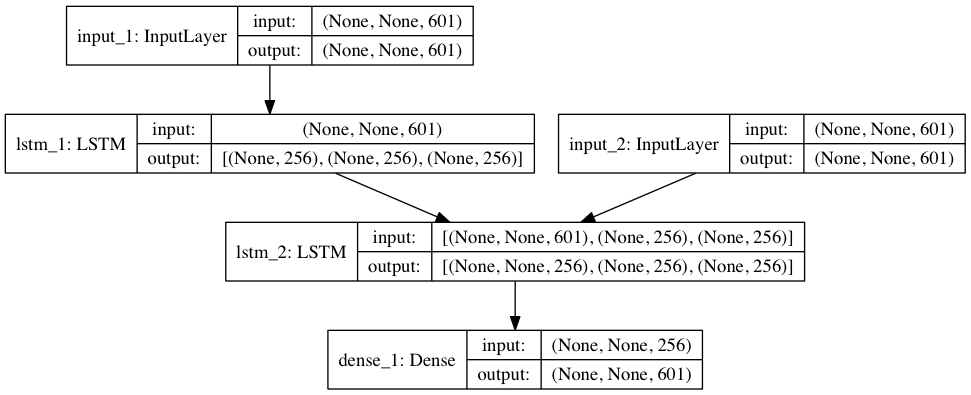 input_1: InputLayer
input: (None, None, 601)
output: (None, None, 601)
lstm_1: LSTM
input: (None, None, 601)
output: [(None, 256), (None, 256), (None, 256)]
input_2: InputLayer
input: (None, None, 601)
output: (None, None, 601)
lstm_2: LSTM
input: [(None, None, 601), (None, 256), (None, 256)]
output: [(None, None, 256), (None, 256), (None, 256)]
dense_1: Dense
input: (None, None, 256)
output: (None, None, 601)